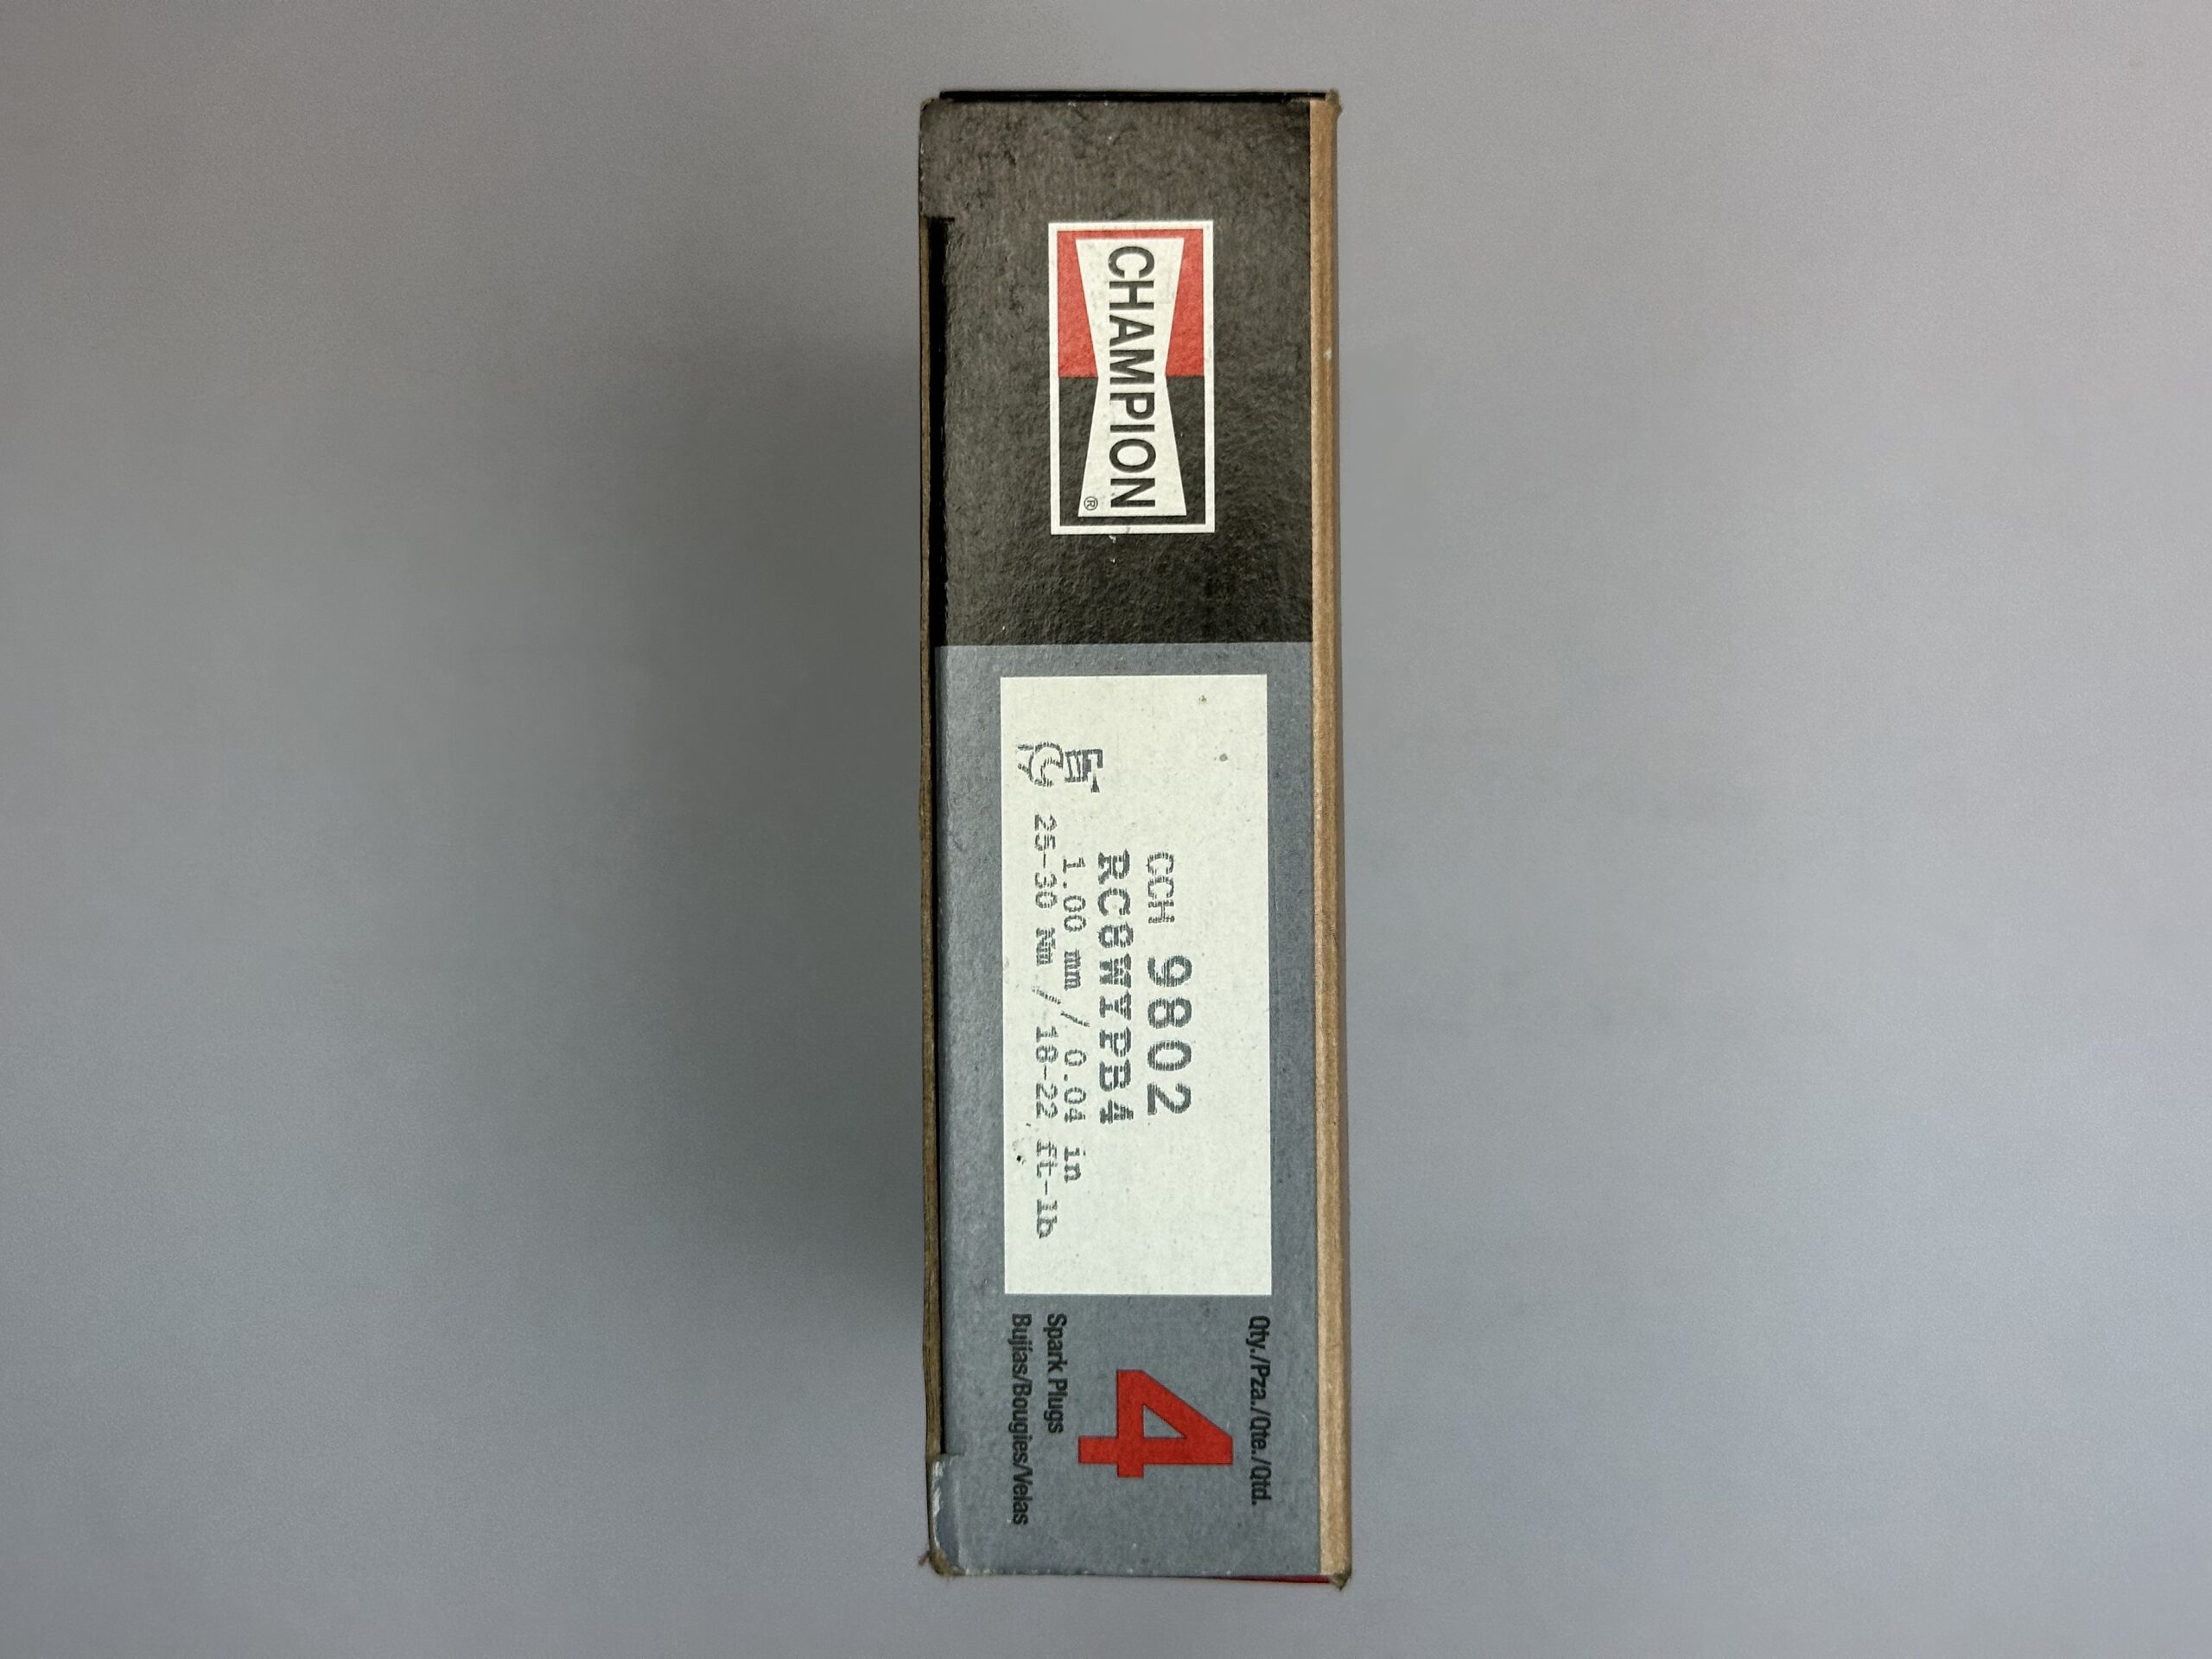 CHAMPION
®
CCH 9802
RC8WYPB4
1.00 mm / 0.04 in
25-30 Nm / 18-22 ft-lb
Qty./Pza./Qte./Qtd.
4
Spark Plugs
Bujias/Bougies/Velas